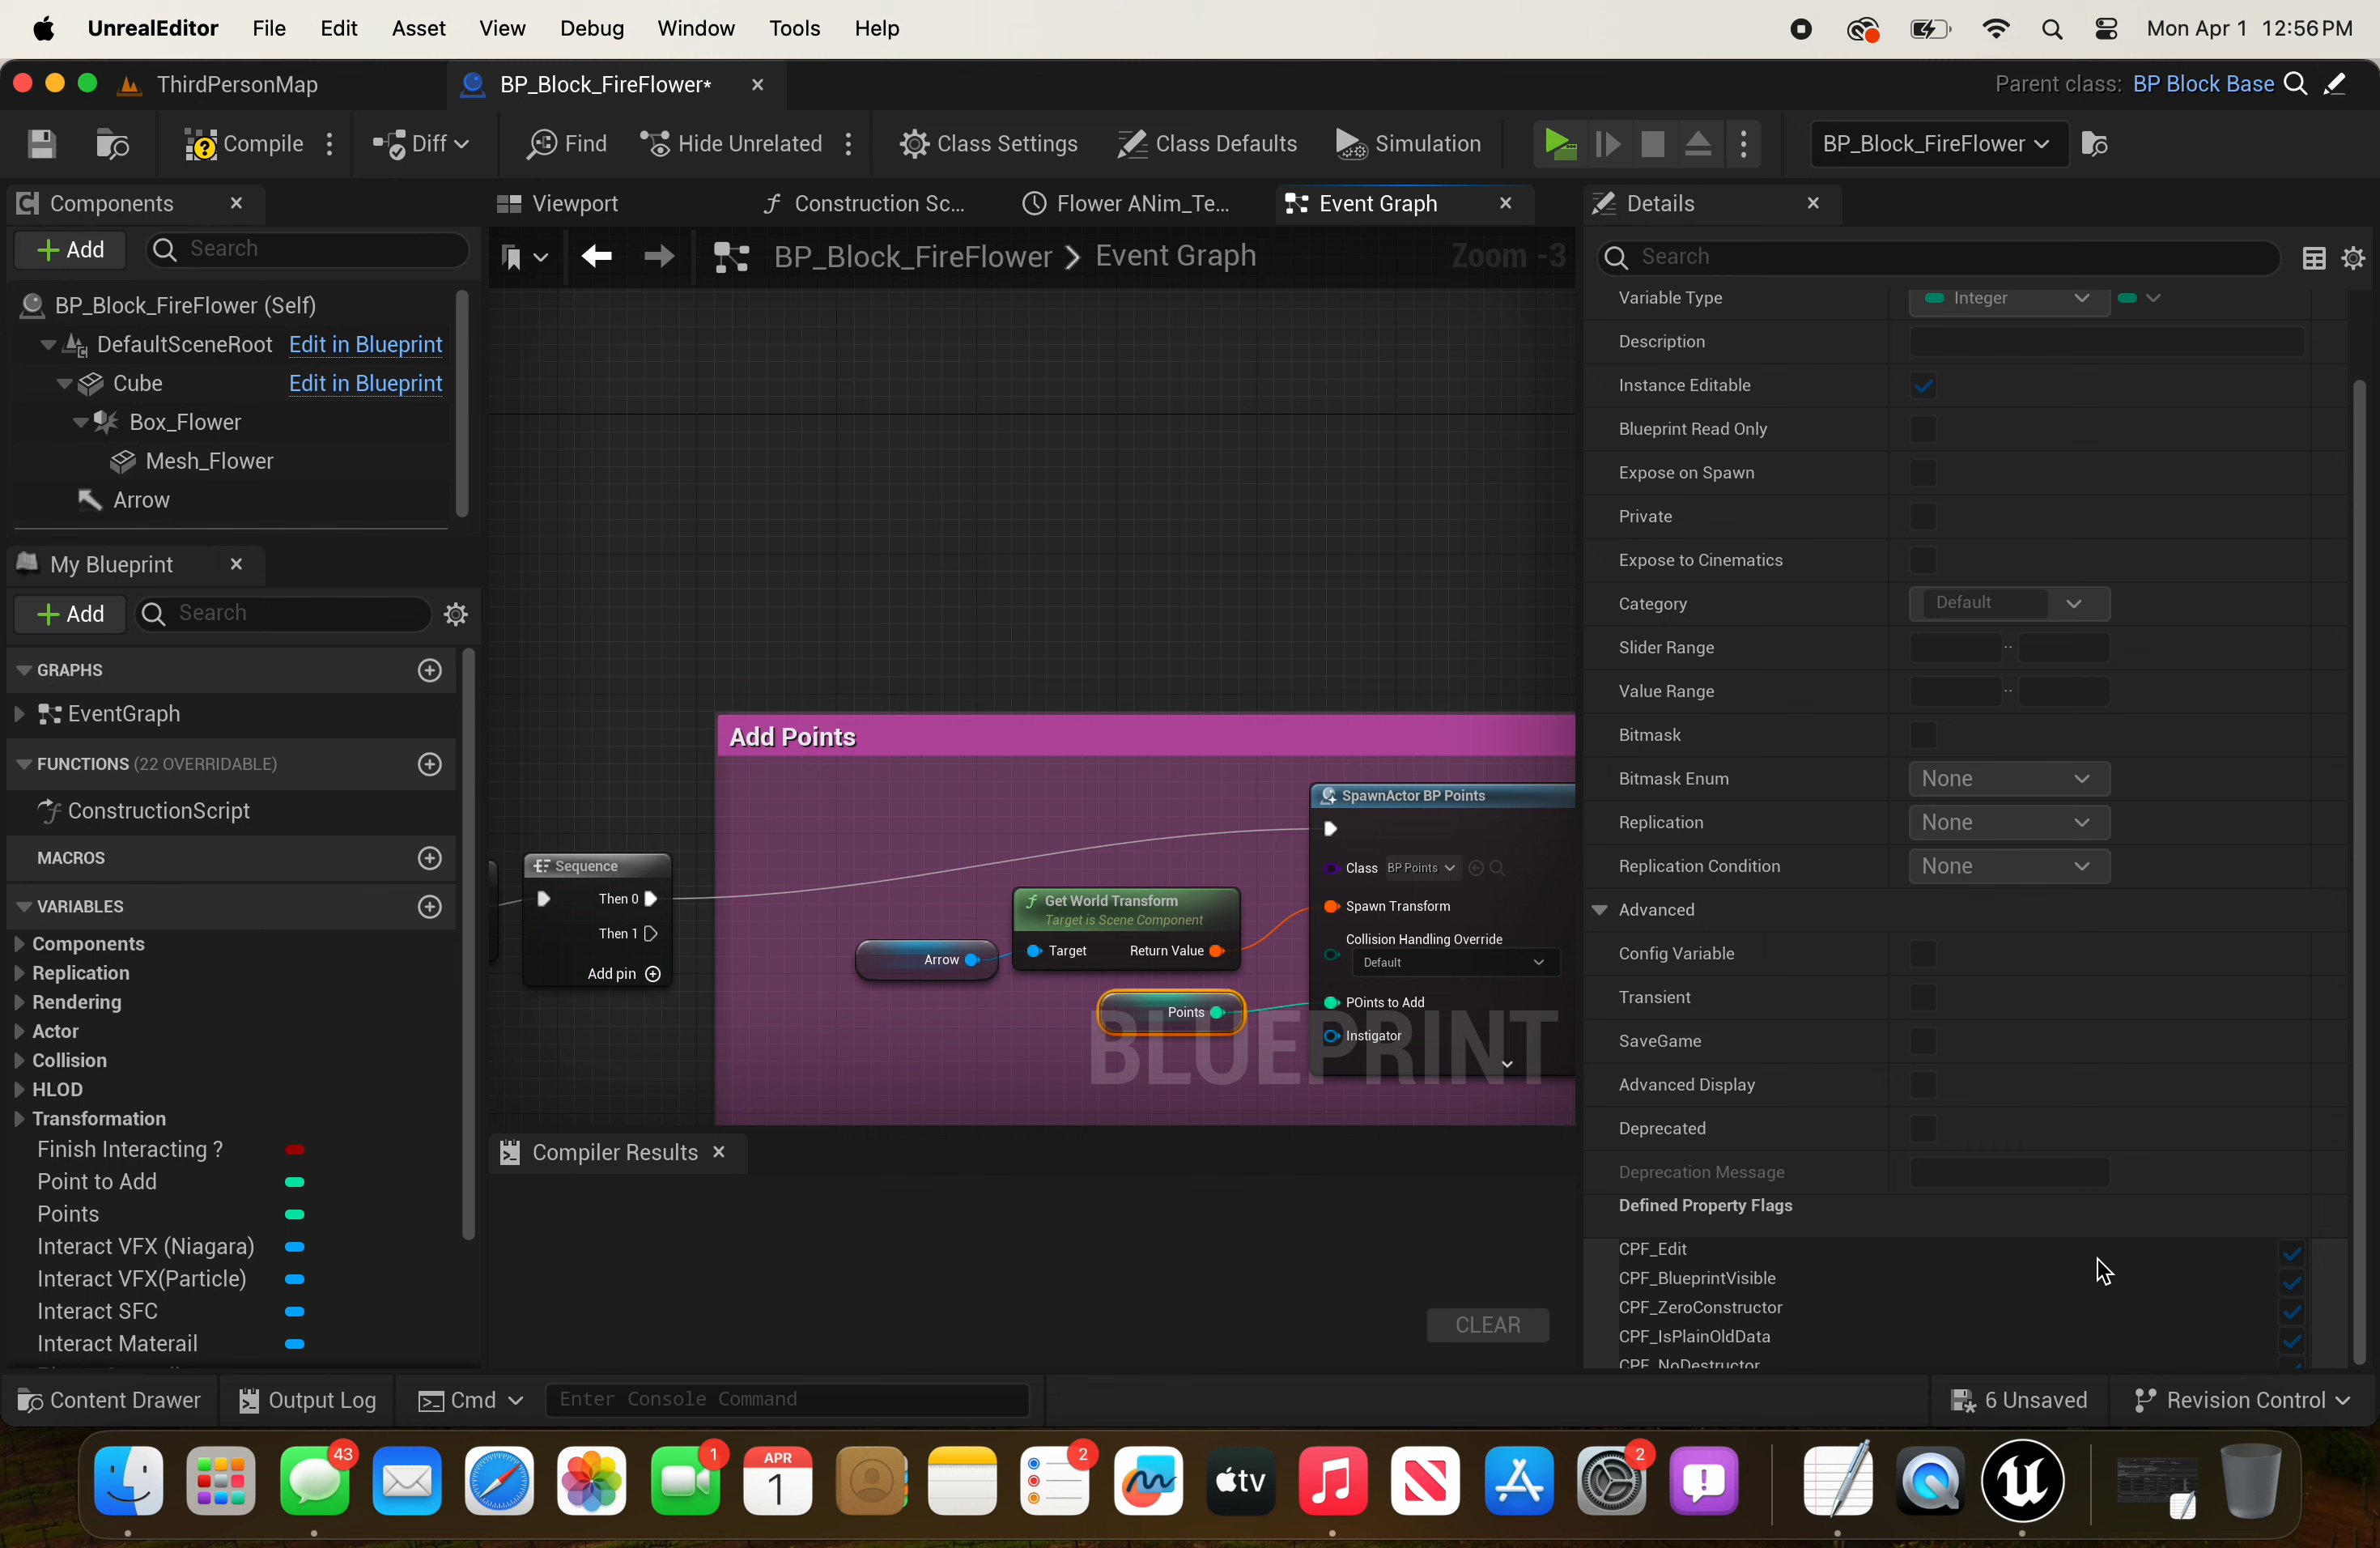 UnrealEditor File Edit Asset View Debug Window Tools Help Mon Apr 1 12:56 PM
ThirdPersonMap BP_Block_FireFlower* Parent class: BP Block Base
Compile Diff Find Hide Unrelated Class Settings Class Defaults Simulation BP_Block_FireFlower
Components
Viewport Construction Sc... Flower ANim_Te... Event Graph
Details
Add Search
BP_Block_FireFlower > Event Graph Zoom -3
Search
BP_Block_FireFlower (Self)
DefaultSceneRoot Edit in Blueprint
Cube Edit in Blueprint
Box_Flower
Mesh_Flower
Arrow
My Blueprint
Add Search
GRAPHS
EventGraph
FUNCTIONS (22 OVERRIDABLE)
ConstructionScript
MACROS
VARIABLES
Components
Replication
Rendering
Actor
Collision
HLOD
Transformation
Finish Interacting ?
Point to Add
Points
Interact VFX (Niagara)
Interact VFX(Particle)
Interact SFC
Interact Materail
Add Points
SpawnActor BP Points
Sequence
Then 0
Then 1
Add pin
Get World Transform
Target is Scene Component
Target Return Value
Arrow
Points
Class BP Points
Spawn Transform
Collision Handling Override
Default
POints to Add
Instigator
BLUEPRINT
Compiler Results
CLEAR
Variable Type Integer
Description
Instance Editable
Blueprint Read Only
Expose on Spawn
Private
Expose to Cinematics
Category Default
Slider Range ..
Value Range ..
Bitmask
Bitmask Enum None
Replication None
Replication Condition None
Advanced
Config Variable
Transient
SaveGame
Advanced Display
Deprecated
Deprecation Message
Defined Property Flags
CPF_Edit
CPF_BlueprintVisible
CPF_ZeroConstructor
CPF_IsPlainOldData
CPF_NoDestructor
Content Drawer Output Log Cmd Enter Console Command 6 Unsaved Revision Control
43 1 APR 1 2 tv 2